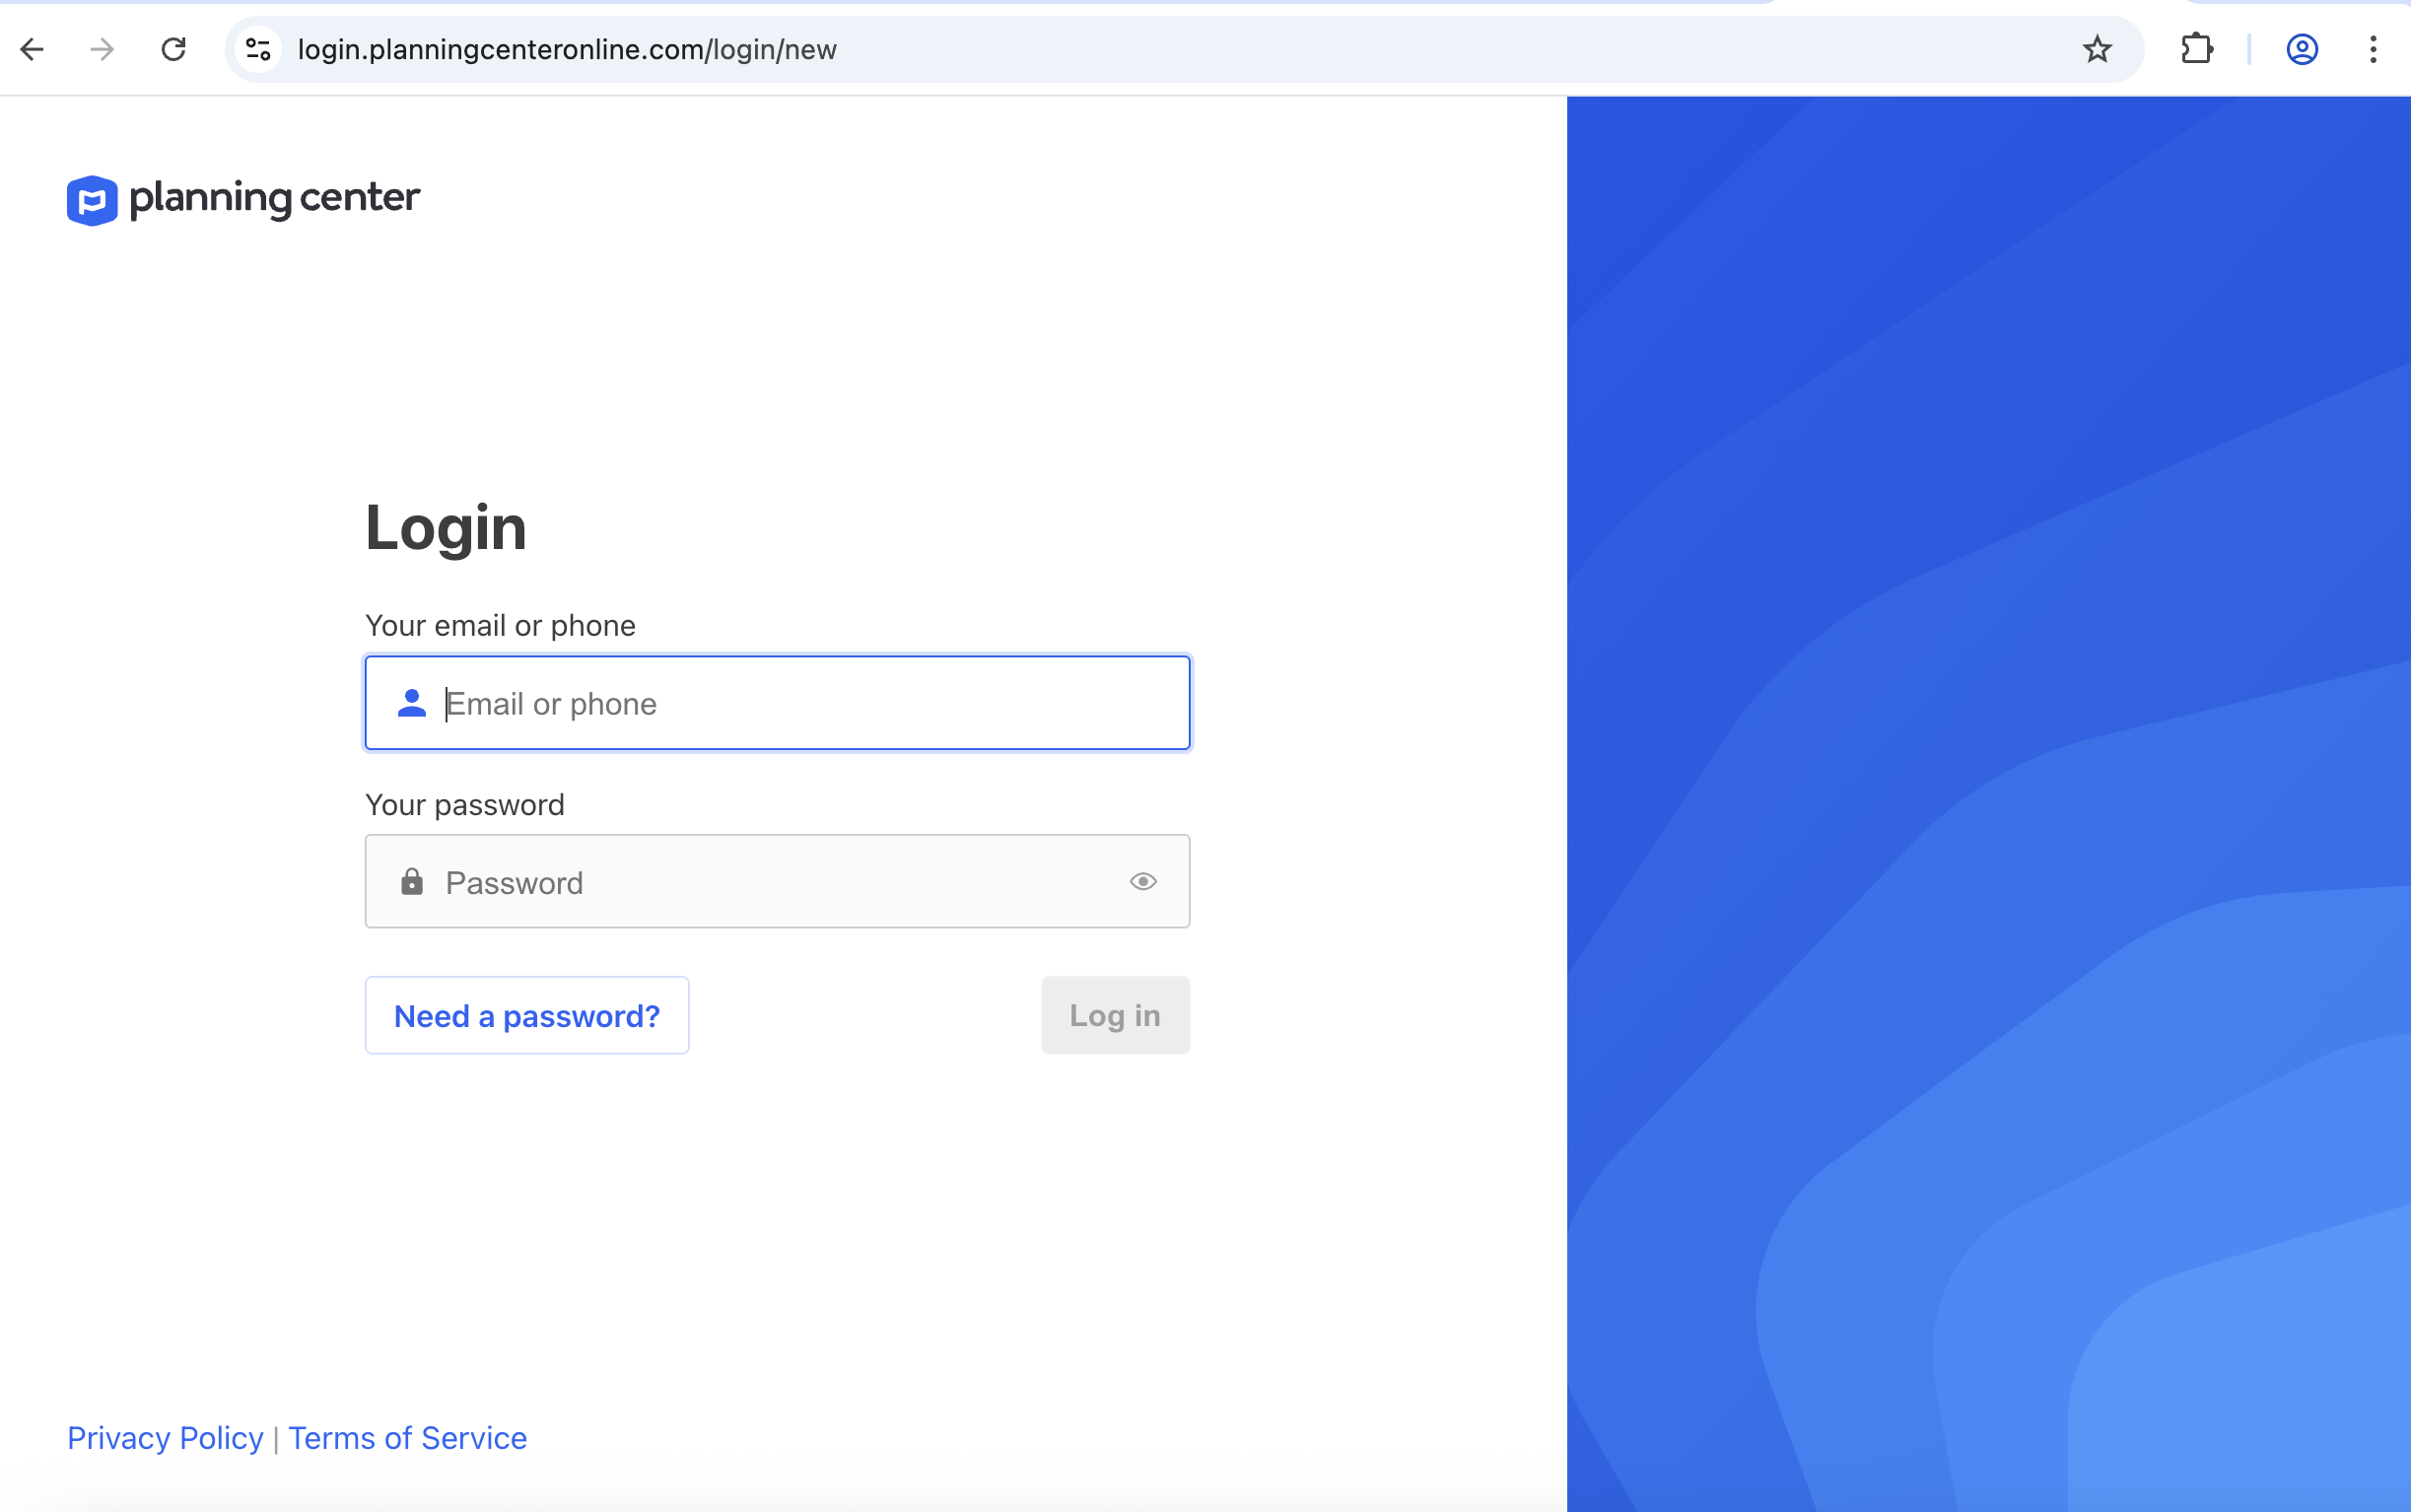 login.planningcenteronline.com/login/new
planning center
Login
Your email or phone
Email or phone
Your password
Password
Need a password?
Log in
Privacy Policy | Terms of Service